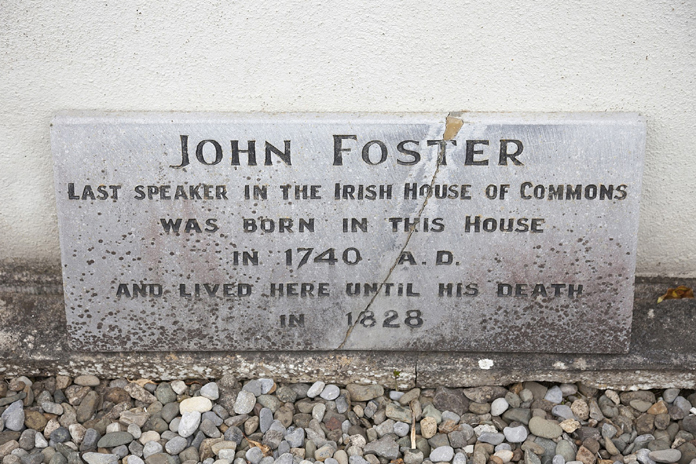 JOHN FOSTER
LAST SPEAKER IN THE IRISH HOUSE OF COMMONS
WAS BORN IN THIS HOUSE
IN 1740 A.D.
AND LIVED HERE UNTIL HIS DEATH
IN 1828